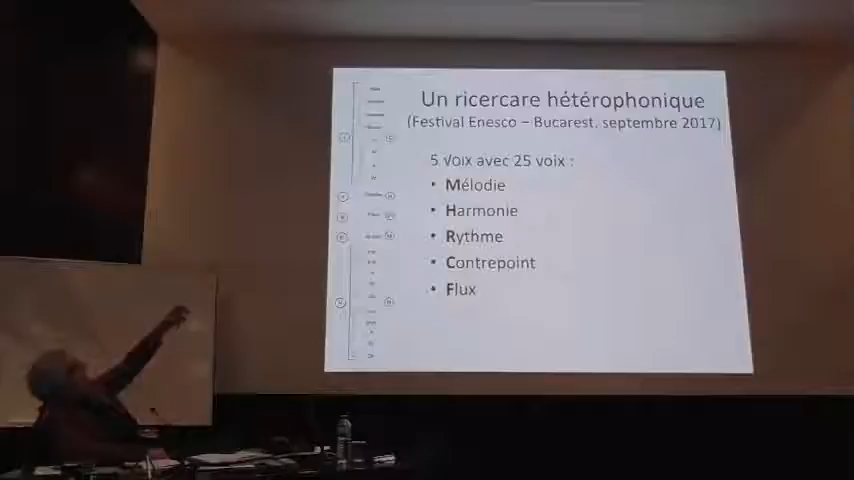 Un ricercare hétérophonique
(Festival Enesco – Bucarest, septembre 2017)
5 voix avec 25 voix :
• Mélodie
• Harmonie
• Rythme
• Contrepoint
• Flux